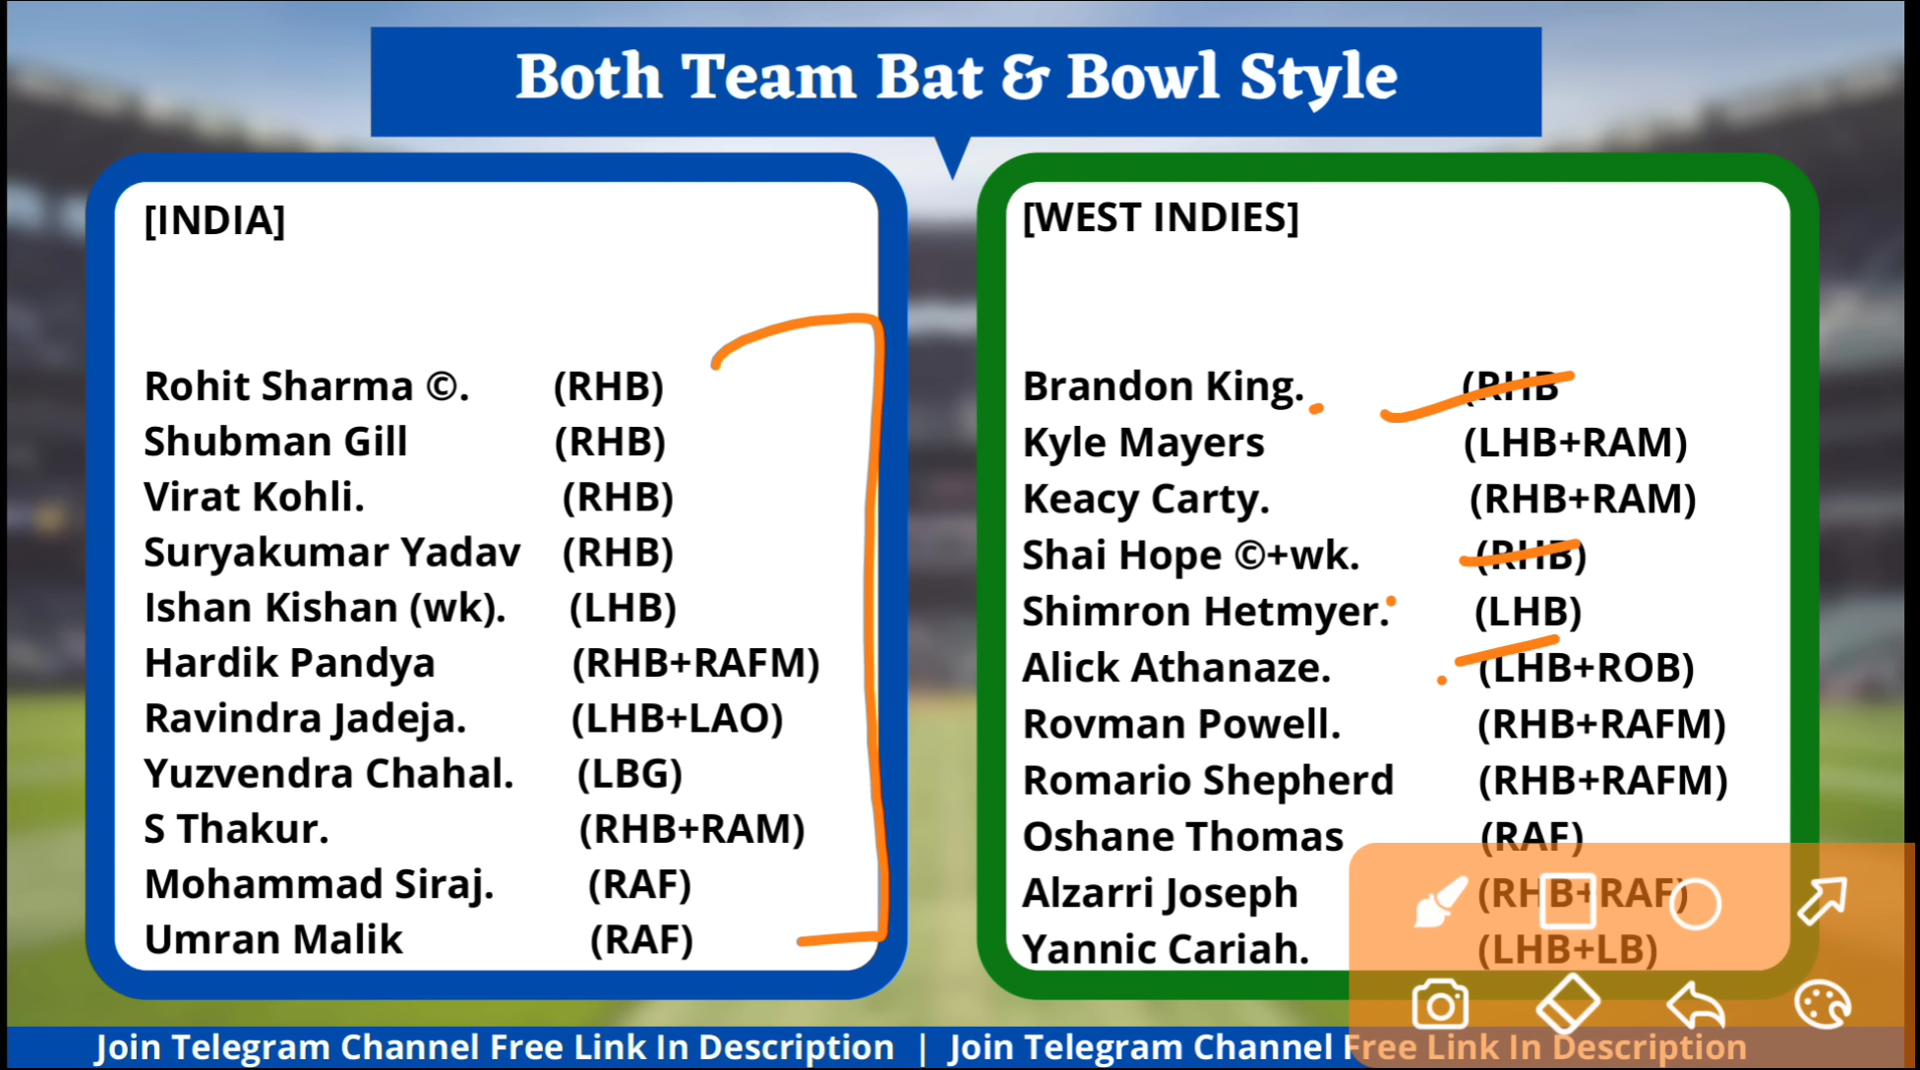 Both Team Bat & Bowl Style
[INDIA]
Rohit Sharma ©. (RHB)
Shubman Gill (RHB)
Virat Kohli. (RHB)
Suryakumar Yadav (RHB)
Ishan Kishan (wk). (LHB)
Hardik Pandya (RHB+RAFM)
Ravindra Jadeja. (LHB+LAO)
Yuzvendra Chahal. (LBG)
S Thakur. (RHB+RAM)
Mohammad Siraj. (RAF)
Umran Malik (RAF)
[WEST INDIES]
Brandon King. (RHB
Kyle Mayers (LHB+RAM)
Keacy Carty. (RHB+RAM)
Shai Hope ©+wk. (RHB)
Shimron Hetmyer. (LHB)
Alick Athanaze. (LHB+ROB)
Rovman Powell. (RHB+RAFM)
Romario Shepherd (RHB+RAFM)
Oshane Thomas (RAF)
Alzarri Joseph (RHB+RAF)
Yannic Cariah. (LHB+LB)
Join Telegram Channel Free Link In Description | Join Telegram Channel Free Link In Description